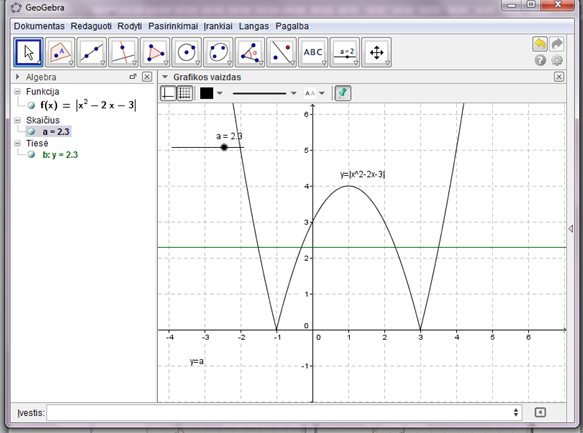 GeoGebra
Dokumentas Redaguoti Rodyti Pasirinkimai Įrankiai Langas Pagalba
A
α
ABC
a = 2
Algebra
Grafikos vaizdas
Funkcija
f(x) = |x² − 2 x − 3|
AA
Skaičius
a = 2.3
Tiesė
b: y = 2.3
a = 2.3
y=|x^2-2x-3|
6
5
4
3
2
1
0
-4 -3 -2 -1 0 1 2 3 4 5 6
-1
y=a
Įvestis: